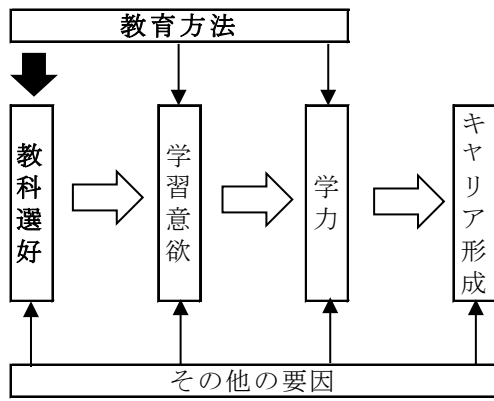 教育方法
教科選好
学習意欲
学力
キャリア形成
その他の要因